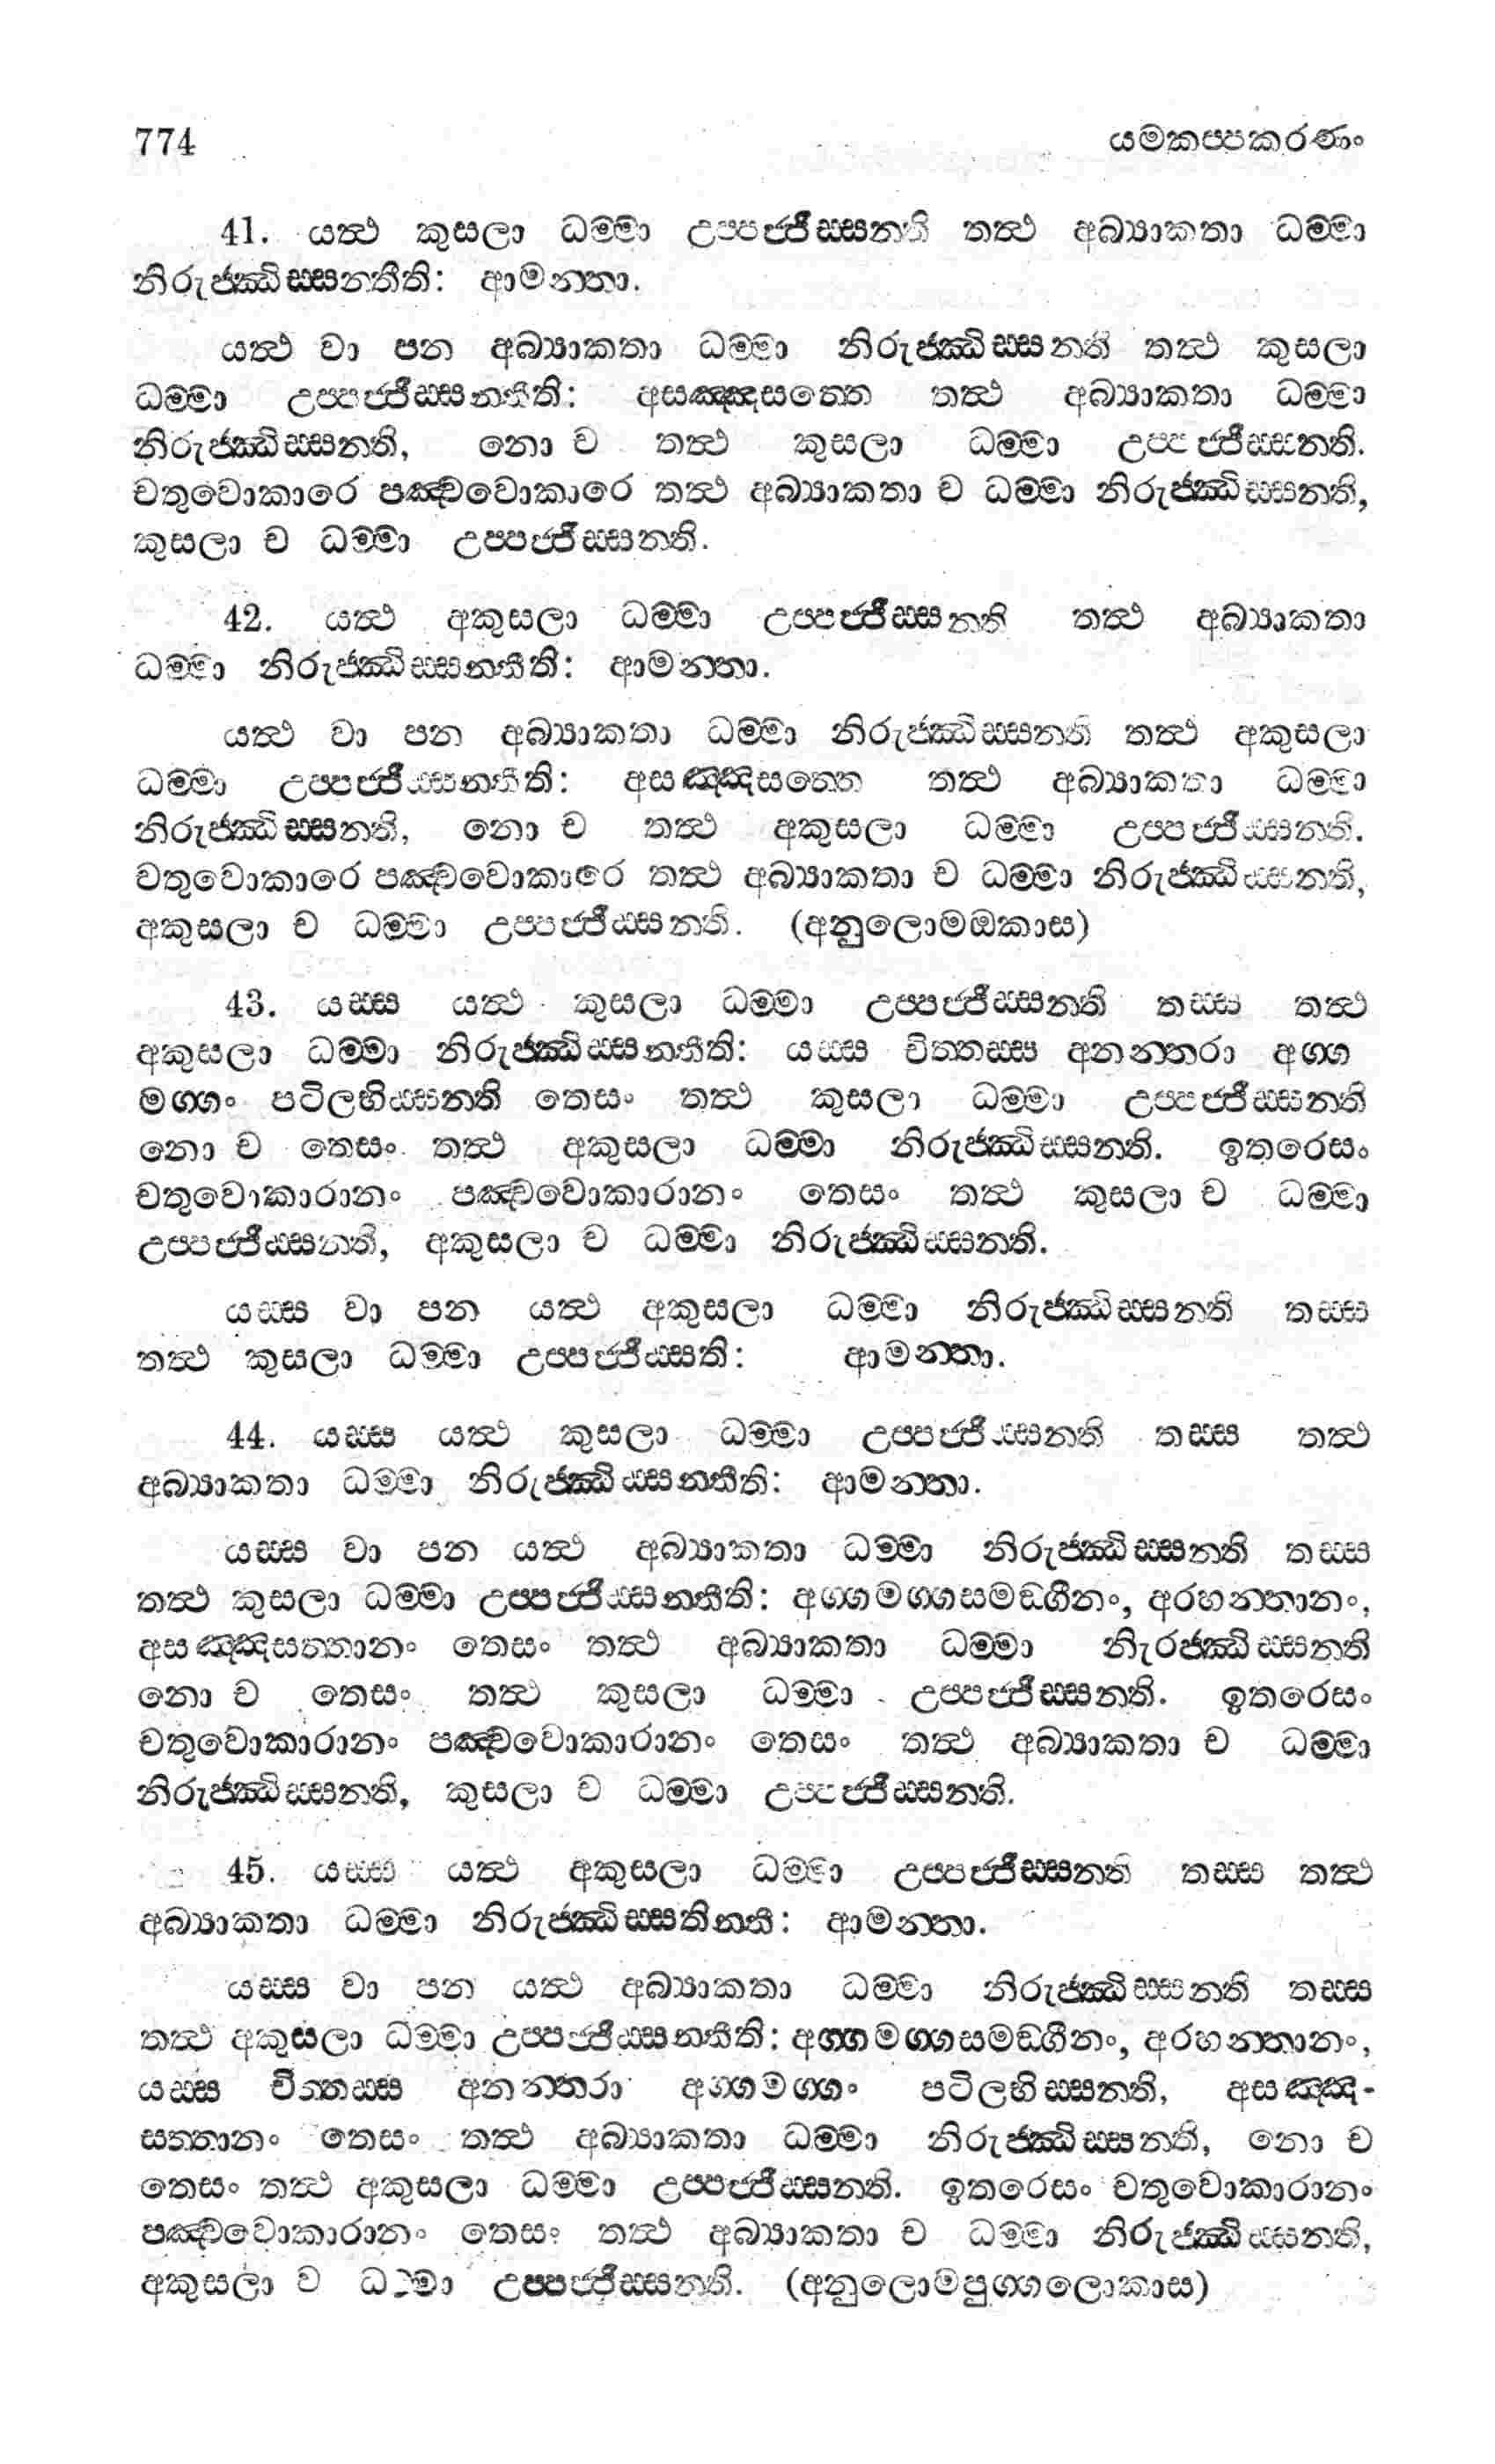 774 යමකප්පකරණං
41. යත්ථ කුසලා ධම්මා උප්පජ්ජිස්සන්ති තත්ථ අබ්‍යාකතා ධම්මා
නිරුජ්ඣිස්සන්තීති: ආමන්තා.
යත්ථ වා පන අබ්‍යාකතා ධම්මා නිරුජ්ඣිස්සන්ති තත්ථ කුසලා
ධම්මා උප්පජ්ජිස්සන්තීති: අසඤ්ඤසත්තෙ තත්ථ අබ්‍යාකතා ධම්මා
නිරුජ්ඣිස්සන්ති, නො ච තත්ථ කුසලා ධම්මා උප්පජ්ජිස්සන්ති.
චතුවොකාරෙ පඤ්චවොකාරෙ තත්ථ අබ්‍යාකතා ච ධම්මා නිරුජ්ඣිස්සන්ති,
කුසලා ච ධම්මා උප්පජ්ජිස්සන්ති.
42. යත්ථ අකුසලා ධම්මා උප්පජ්ජිස්සන්ති තත්ථ අබ්‍යාකතා
ධම්මා නිරුජ්ඣිස්සන්තීති: ආමන්තා.
යත්ථ වා පන අබ්‍යාකතා ධම්මා නිරුජ්ඣිස්සන්ති තත්ථ අකුසලා
ධම්මා උප්පජ්ජිස්සන්තීති: අසඤ්ඤසත්තෙ තත්ථ අබ්‍යාකතා ධම්මා
නිරුජ්ඣිස්සන්ති, නො ච තත්ථ අකුසලා ධම්මා උප්පජ්ජිස්සන්ති.
චතුවොකාරෙ පඤ්චවොකාරෙ තත්ථ අබ්‍යාකතා ච ධම්මා නිරුජ්ඣිස්සන්ති,
අකුසලා ච ධම්මා උප්පජ්ජිස්සන්ති. (අනුලොමඔකාස)
43. යස්ස යත්ථ කුසලා ධම්මා උප්පජ්ජිස්සන්ති තස්ස තත්ථ
අකුසලා ධම්මා නිරුජ්ඣිස්සන්තීති: යස්ස චිත්තස්ස අනන්තරා අග්ග
මග්ගං පටිලභිස්සන්ති තෙසං තත්ථ කුසලා ධම්මා උප්පජ්ජිස්සන්ති
නො ච තෙසං තත්ථ අකුසලා ධම්මා නිරුජ්ඣිස්සන්ති. ඉතරෙසං
චතුවොකාරානං පඤ්චවොකාරානං තෙසං තත්ථ කුසලා ච ධම්මා
උප්පජ්ජිස්සන්ති, අකුසලා ච ධම්මා නිරුජ්ඣිස්සන්ති.
යස්ස වා පන යත්ථ අකුසලා ධම්මා නිරුජ්ඣිස්සන්ති තස්ස
තත්ථ කුසලා ධම්මා උප්පජ්ජිස්සති: ආමන්තා.
44. යස්ස යත්ථ කුසලා ධම්මා උප්පජ්ජිස්සන්ති තස්ස තත්ථ
අබ්‍යාකතා ධම්මා නිරුජ්ඣිස්සන්තීති: ආමන්තා.
යස්ස වා පන යත්ථ අබ්‍යාකතා ධම්මා නිරුජ්ඣිස්සන්ති තස්ස
තත්ථ කුසලා ධම්මා උප්පජ්ජිස්සන්තීති: අග්ගමග්ගසමඞ්ගීනං, අරහන්තානං,
අසඤ්ඤසත්තානං තෙසං තත්ථ අබ්‍යාකතා ධම්මා නිැරජ්ඣිස්සන්ති
නො ච තෙසං තත්ථ කුසලා ධම්මා උප්පජ්ජිස්සන්ති. ඉතරෙසං
චතුවොකාරානං පඤ්චවොකාරානං තෙසං තත්ථ අබ්‍යාකතා ච ධම්මා
නිරුජ්ඣිස්සන්ති, කුසලා ච ධම්මා උප්පජ්ජිස්සන්ති.
45. යස්ස යත්ථ අකුසලා ධම්මා උප්පජ්ජිස්සන්ති තස්ස තත්ථ
අබ්‍යාකතා ධම්මා නිරුජ්ඣිස්සතින්තී: ආමන්තා.
යස්ස වා පන යත්ථ අබ්‍යාකතා ධම්මා නිරුජ්ඣිස්සන්ති තස්ස
තත්ථ අකුසලා ධම්මා උප්පජ්ජිස්සන්තීති: අග්ගමග්ගසමඞ්ගීනං, අරහන්තානං,
යස්ස චිත්තස්ස අනන්තරා අග්ගමග්ගං පටිලභිස්සන්ති, අසඤ්ඤ-
සත්තානං තෙසං තත්ථ අබ්‍යාකතා ධම්මා නිරුජ්ඣිස්සන්ති, නො ච
තෙසං තත්ථ අකුසලා ධම්මා උප්පජ්ජිස්සන්ති. ඉතරෙසං චතුවොකාරානං
පඤ්චවොකාරානං තෙසං තත්ථ අබ්‍යාකතා ච ධම්මා නිරුජ්ඣිස්සන්ති,
අකුසලා ච ධම්මා උප්පජ්ජිස්සන්ති. (අනුලොමපුග්ගලොකාස)